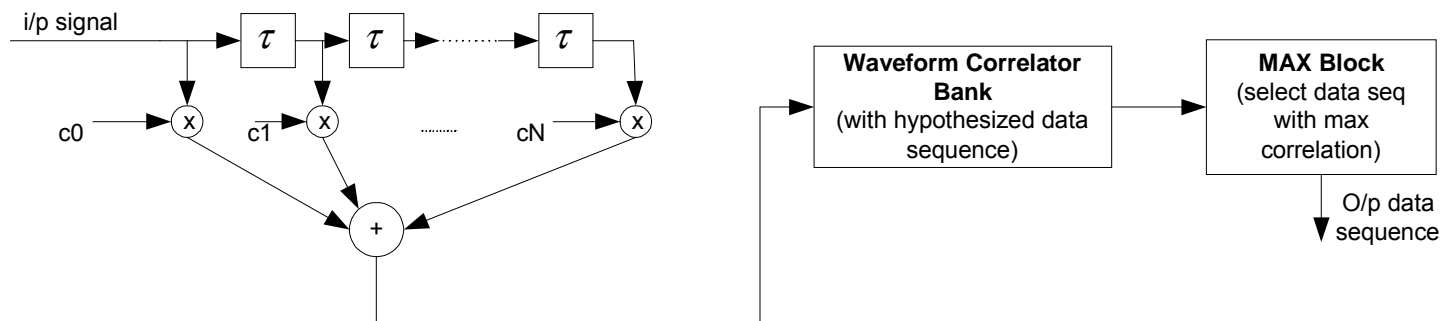 i/p signal
τ
τ
τ
x
x
x
c0
c1
cN
+
Waveform Correlator
Bank
(with hypothesized data
sequence)
MAX Block
(select data seq
with max
correlation)
O/p data
sequence